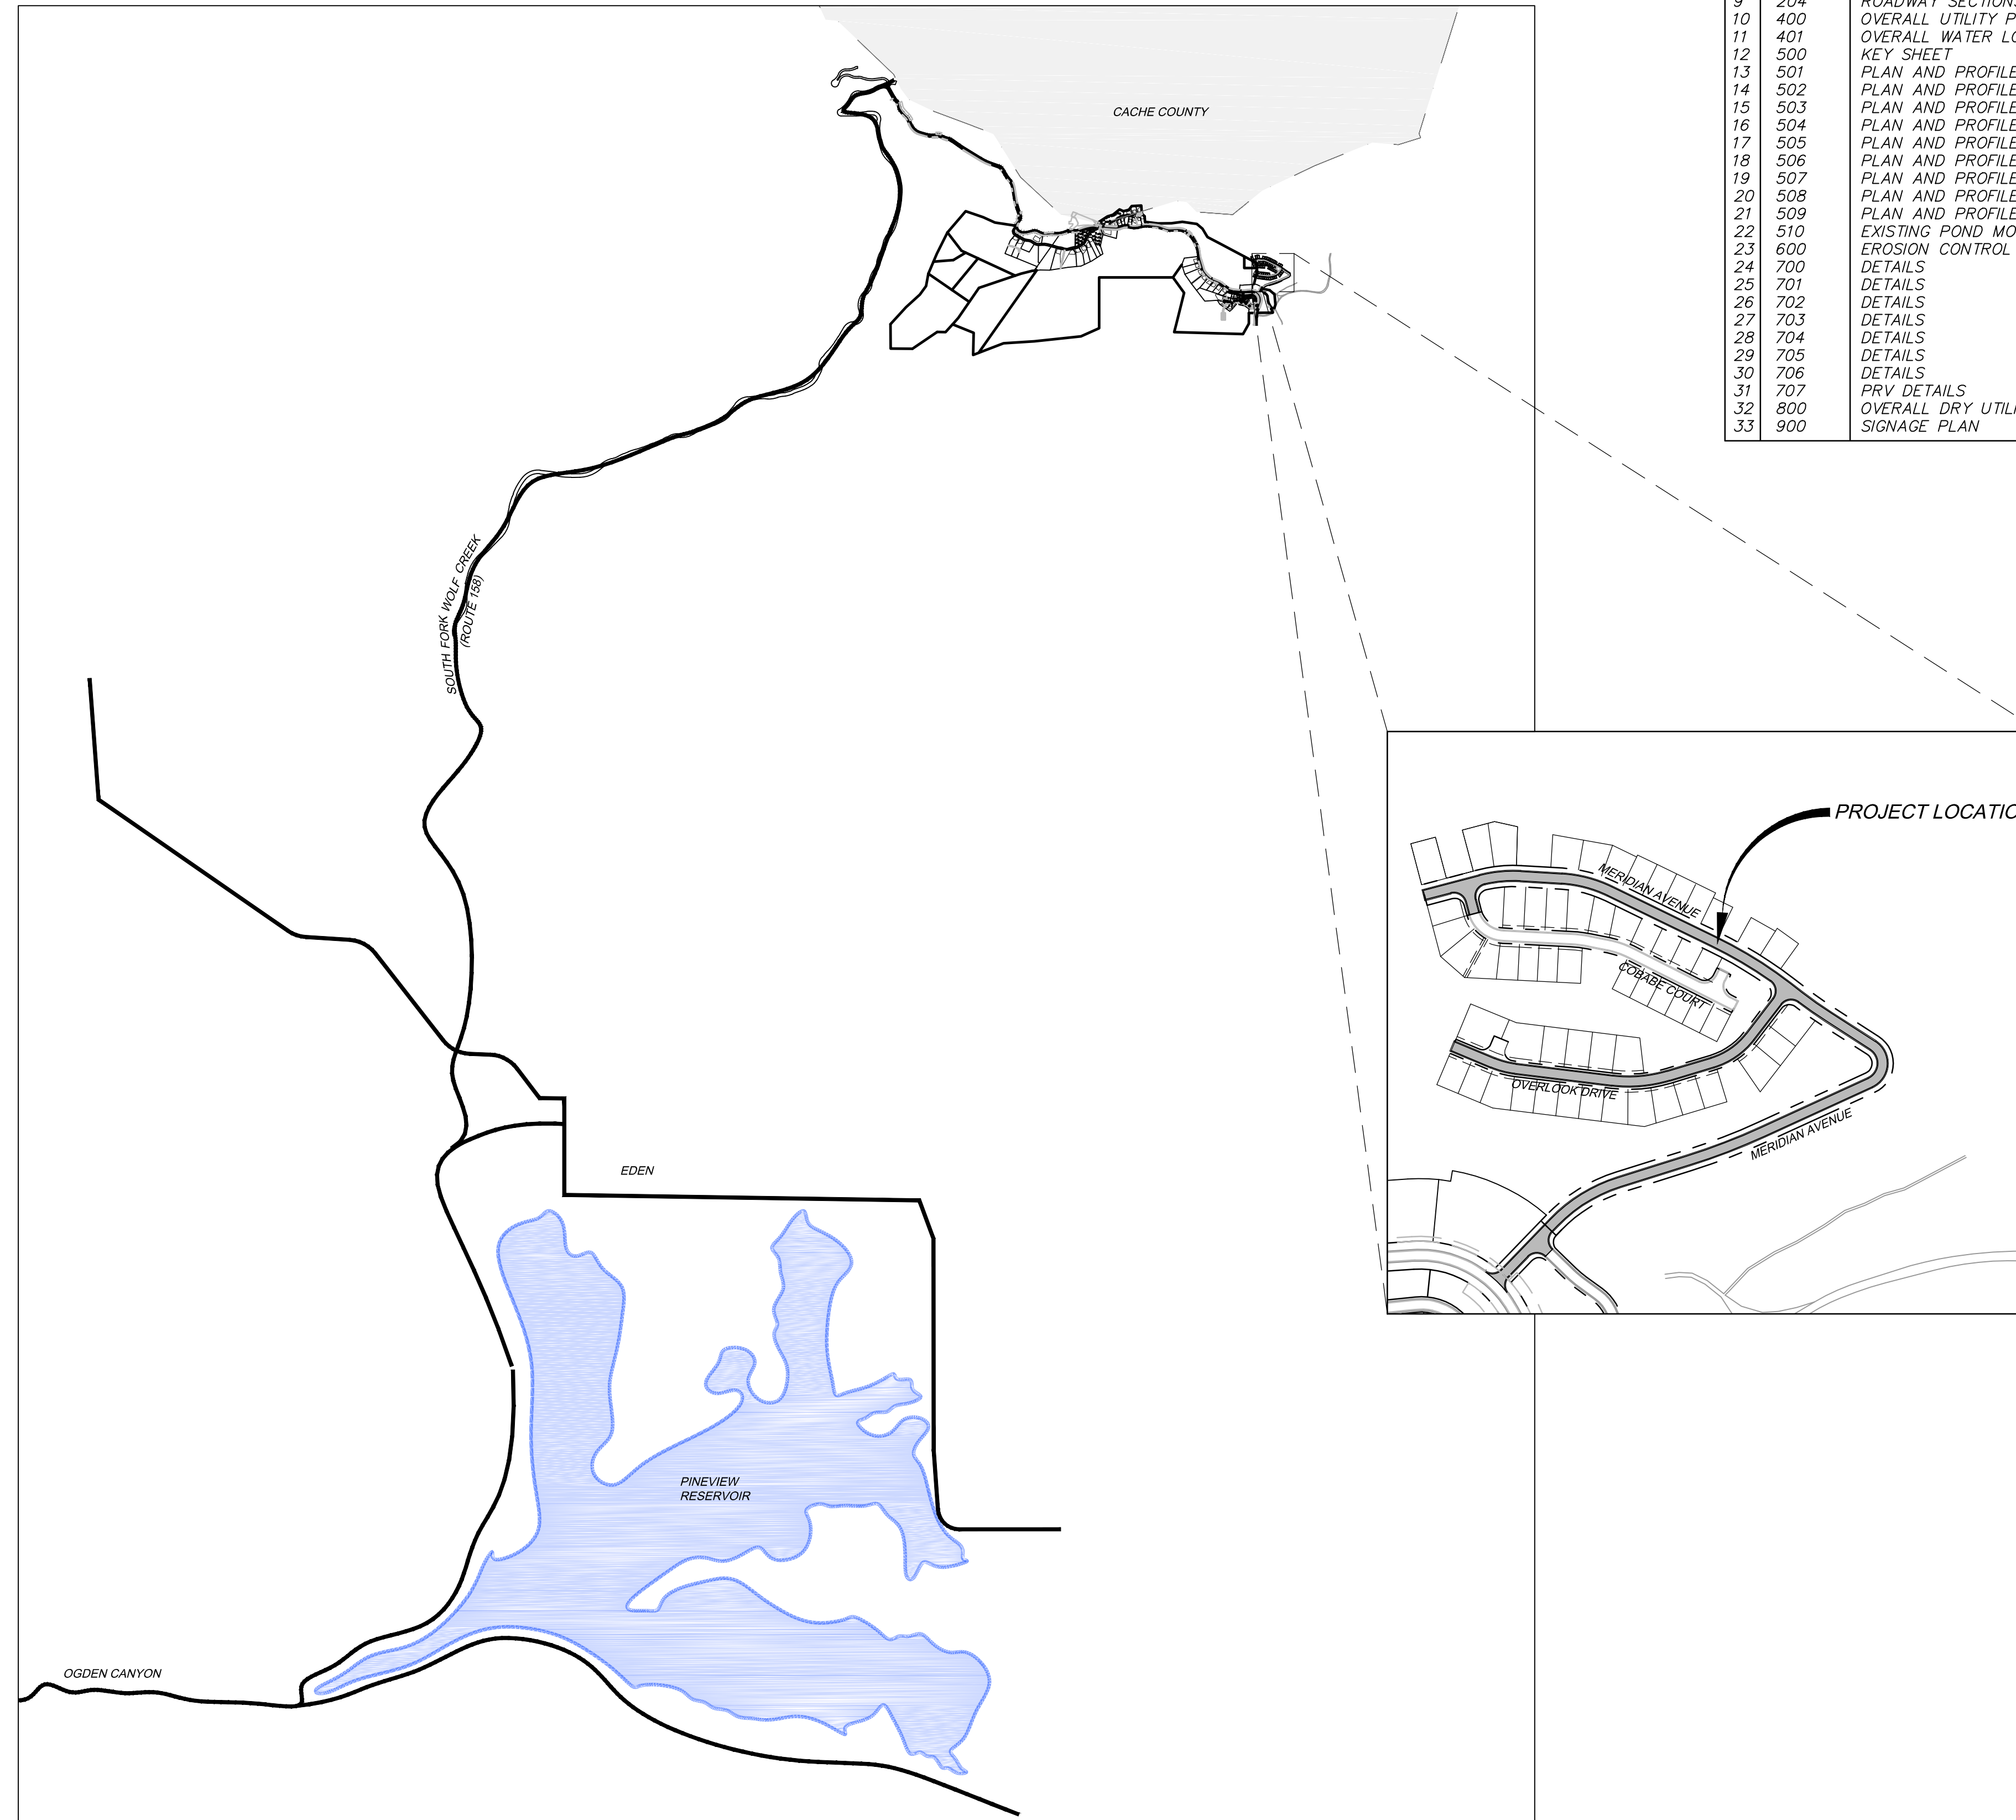 9 204 ROADWAY SECTIONS
10 400 OVERALL UTILITY P
11 401 OVERALL WATER LO
12 500 KEY SHEET
13 501 PLAN AND PROFILE
14 502 PLAN AND PROFILE
15 503 PLAN AND PROFILE
16 504 PLAN AND PROFILE
17 505 PLAN AND PROFILE
18 506 PLAN AND PROFILE
19 507 PLAN AND PROFILE
20 508 PLAN AND PROFILE
21 509 PLAN AND PROFILE
22 510 EXISTING POND MO
23 600 EROSION CONTROL
24 700 DETAILS
25 701 DETAILS
26 702 DETAILS
27 703 DETAILS
28 704 DETAILS
29 705 DETAILS
30 706 DETAILS
31 707 PRV DETAILS
32 800 OVERALL DRY UTILI
33 900 SIGNAGE PLAN
CACHE COUNTY
SOUTH FORK WOLF CREEK
(ROUTE 158)
PROJECT LOCATIO
MERIDIAN AVENUE
COBABE COURT
OVERLOOK DRIVE
MERIDIAN AVENUE
EDEN
PINEVIEW
RESERVOIR
OGDEN CANYON